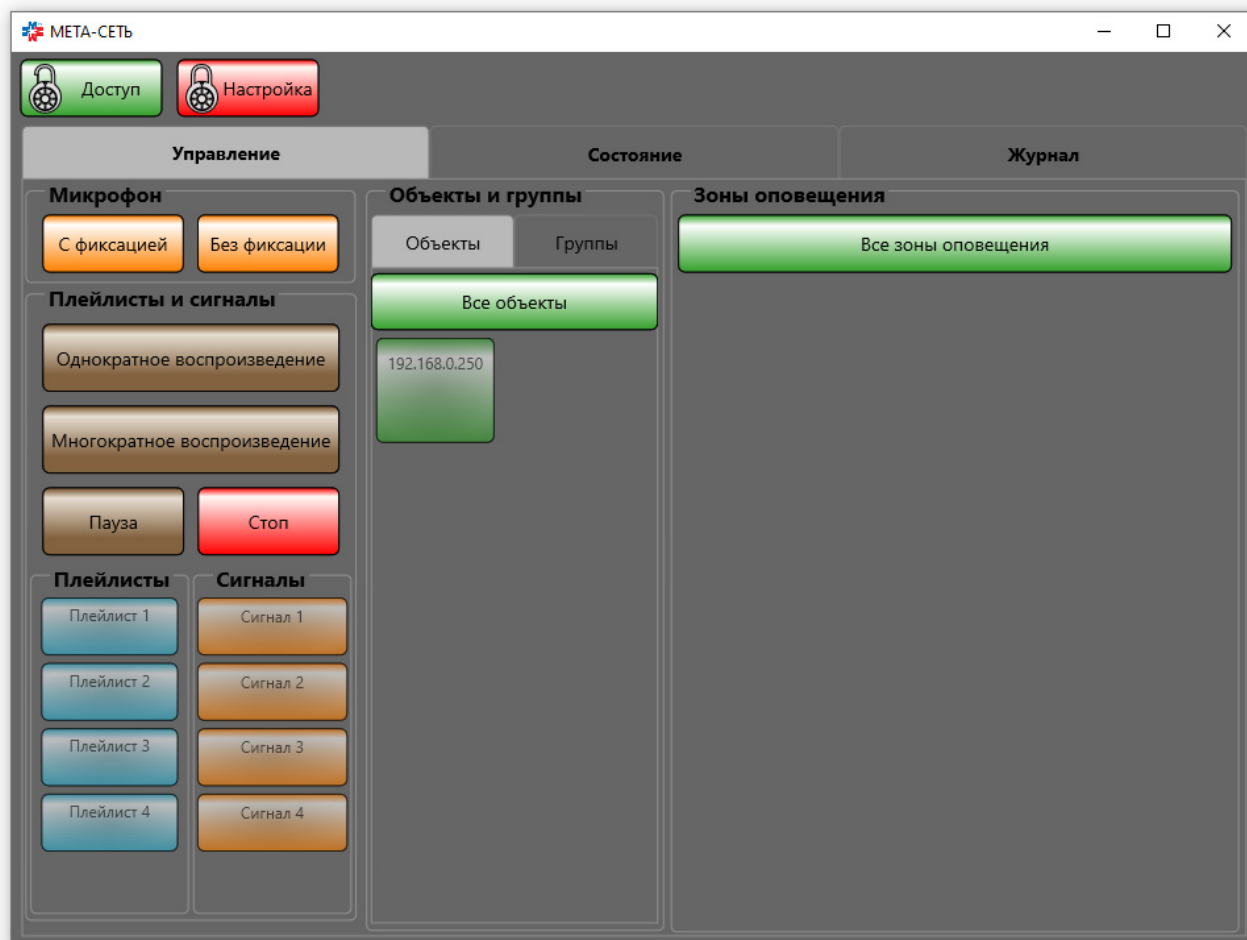 МЕТА-СЕТЬ
Доступ
Настройка
Управление
Состояние
Журнал
Микрофон
С фиксацией
Без фиксации
Плейлисты и сигналы
Однократное воспроизведение
Многократное воспроизведение
Пауза
Стоп
Плейлисты
Плейлист 1
Плейлист 2
Плейлист 3
Плейлист 4
Сигналы
Сигнал 1
Сигнал 2
Сигнал 3
Сигнал 4
Объекты и группы
Объекты
Группы
Все объекты
192.168.0.250
Зоны оповещения
Все зоны оповещения